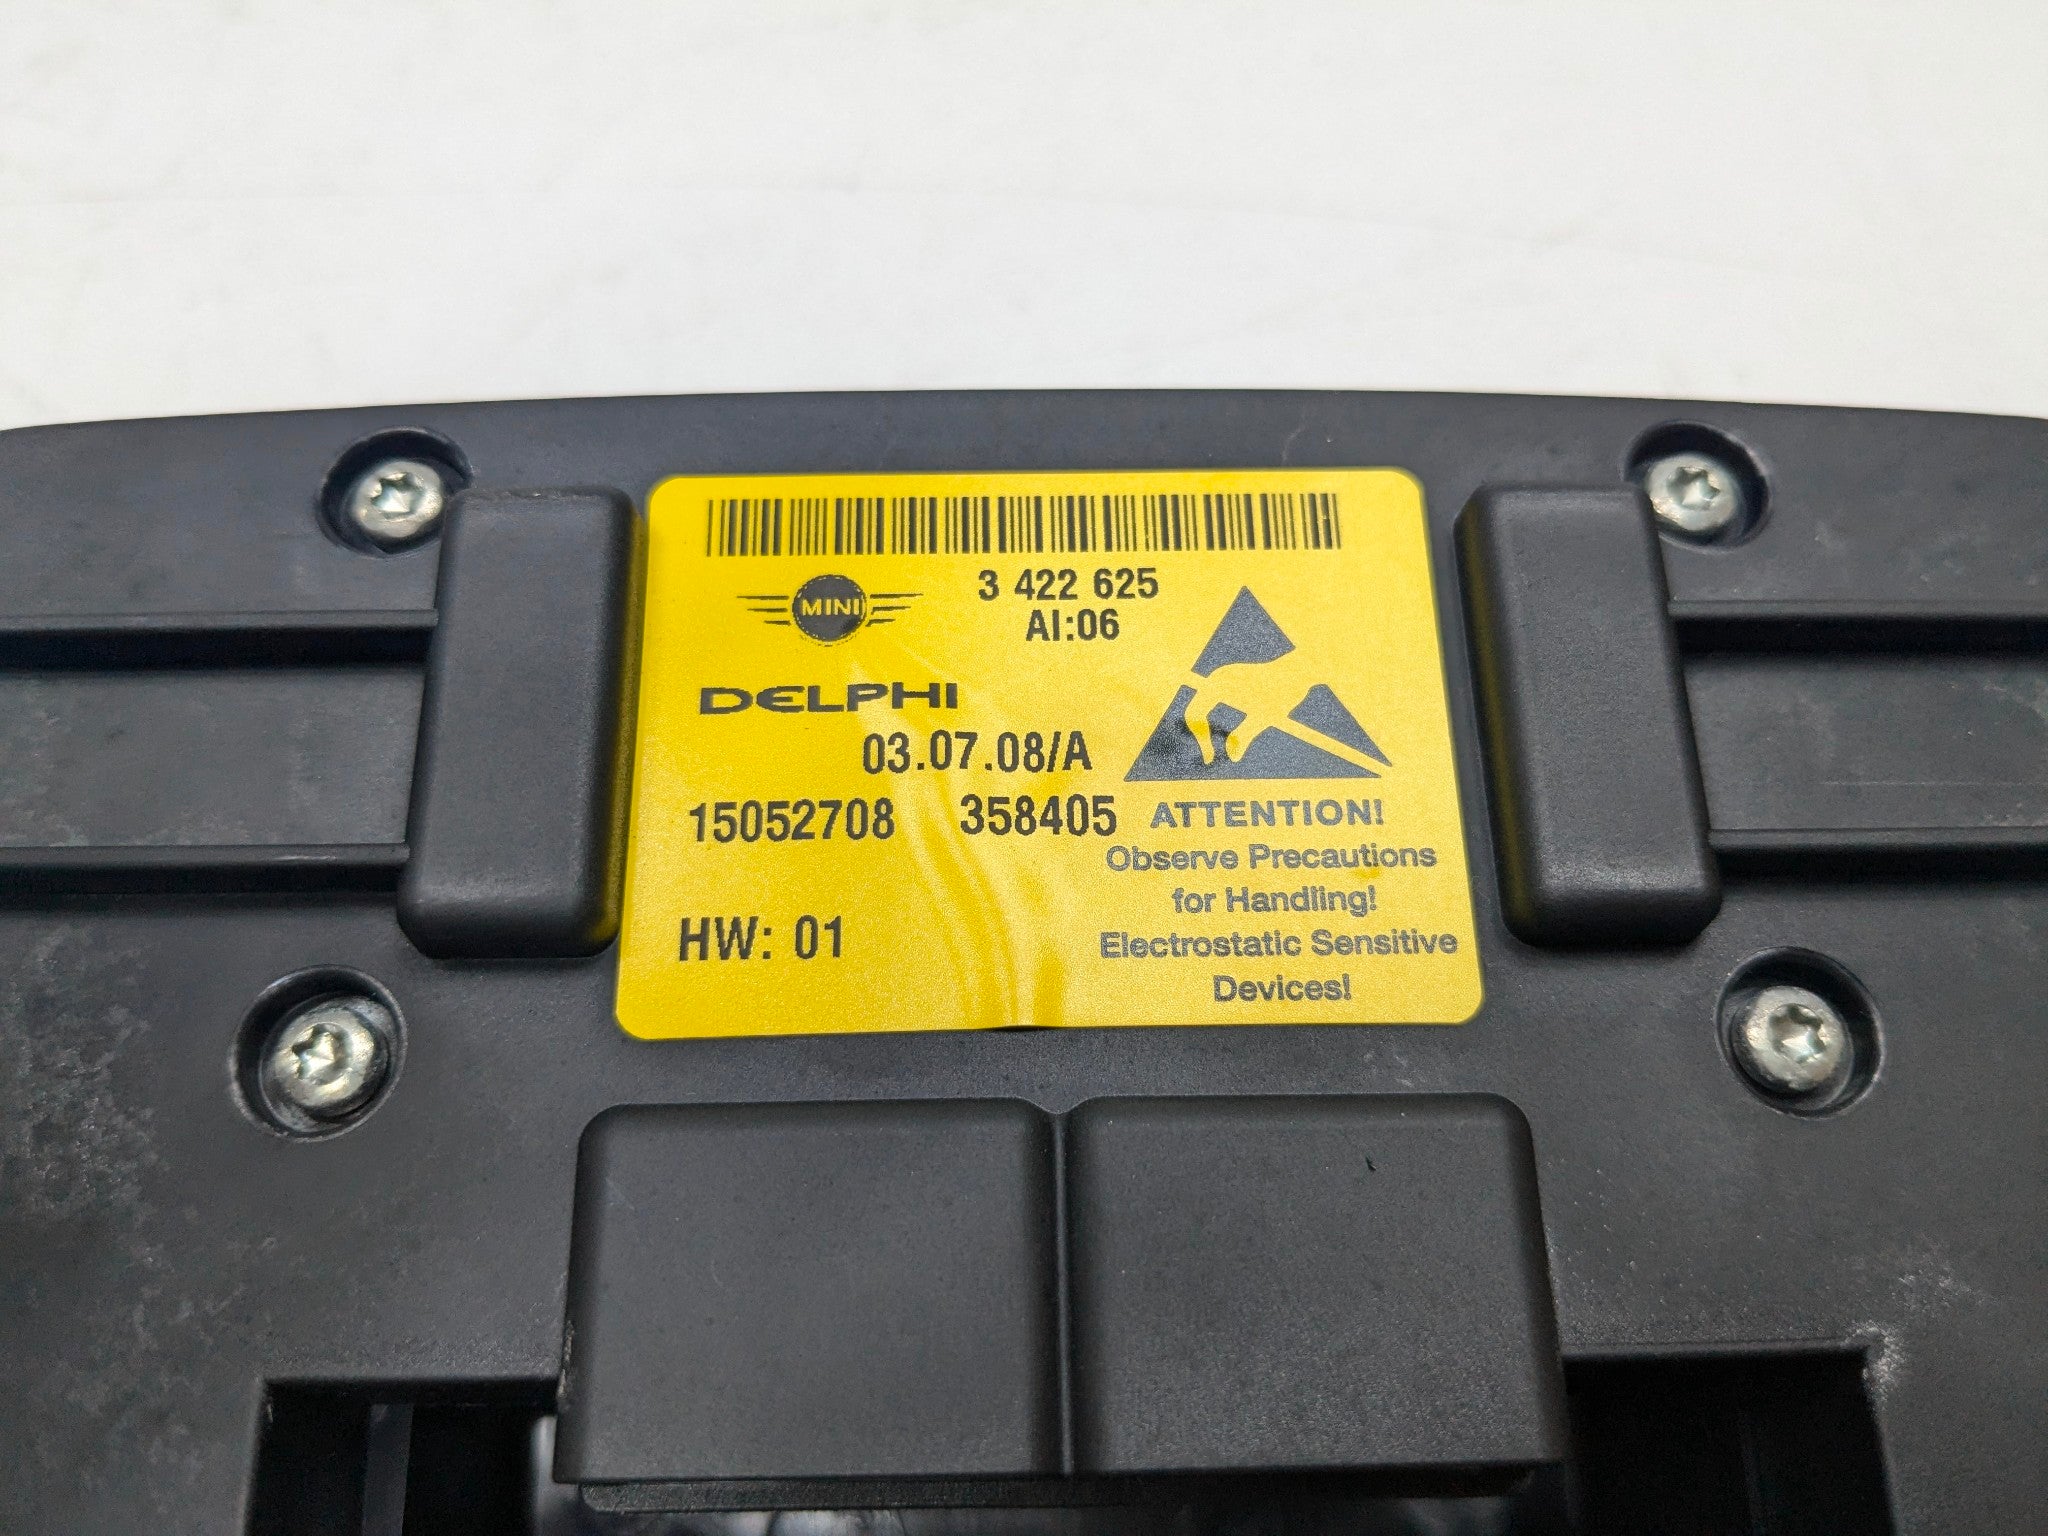 3 422 625
AI:06
MINI
DELPHI
03.07.08/A
15052708 358405
HW: 01
ATTENTION!
Observe Precautions
for Handling!
Electrostatic Sensitive
Devices!